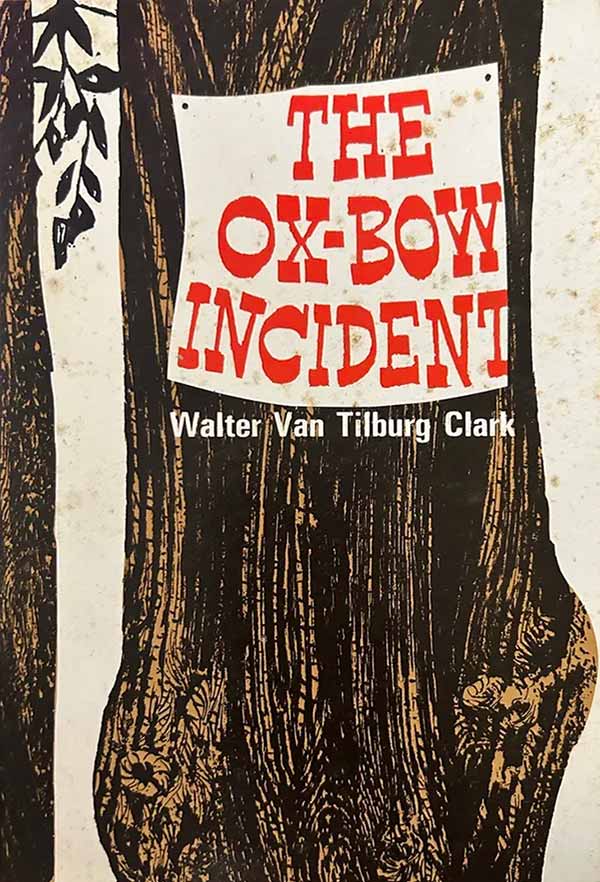 THE
OX-BOW
INCIDENT
Walter Van Tilburg Clark